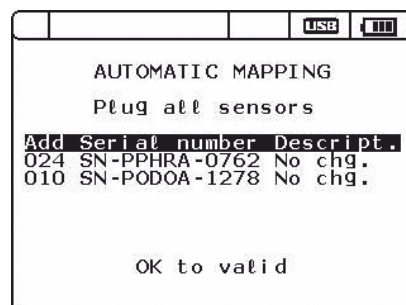 USB
AUTOMATIC MAPPING
Plug all sensors
Add Serial number Descript.
024 SN-PPHRA-0762 No chg.
010 SN-PODOA-1278 No chg.
OK to valid